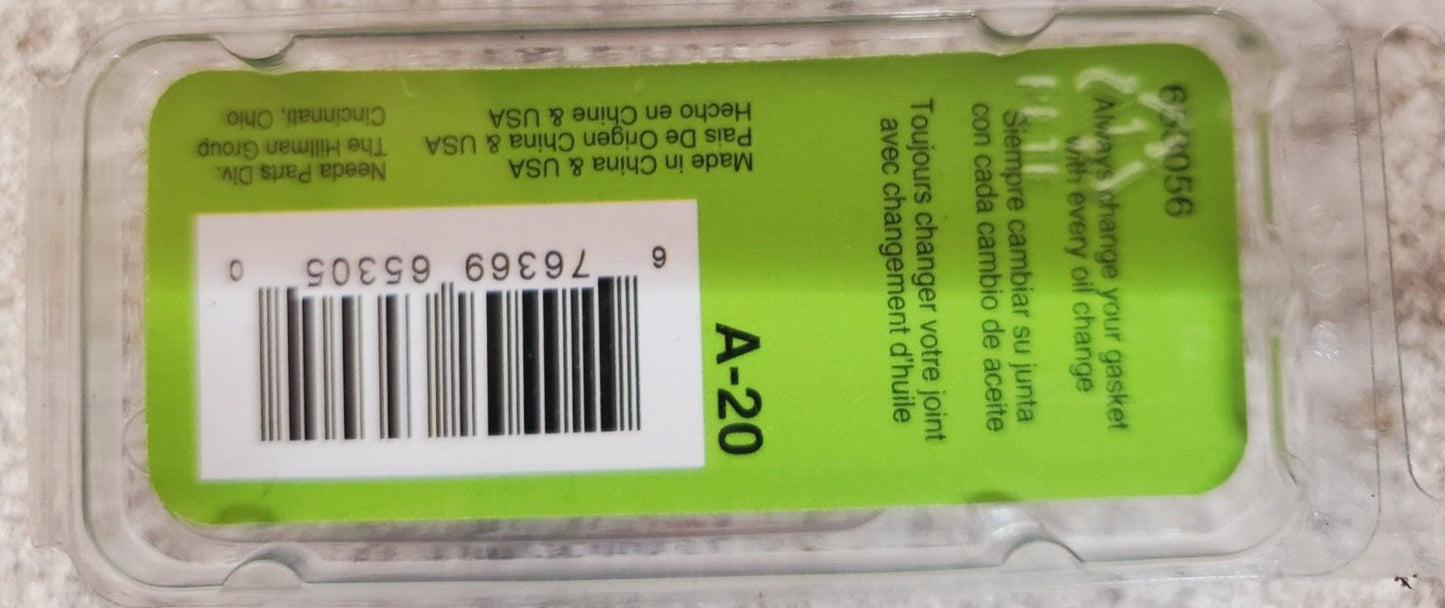 Always change your gasket
with every oil change
Siempre cambiar su junta
con cada cambio de aceite
Toujours changer votre joint
avec changement d'huile
A-20
Made in China & USA
Pais De Origen China & USA
Hecho en Chine & USA
Needa Parts Div.
The Hillman Group
Cincinnati, Ohio
6 76369 65305 0